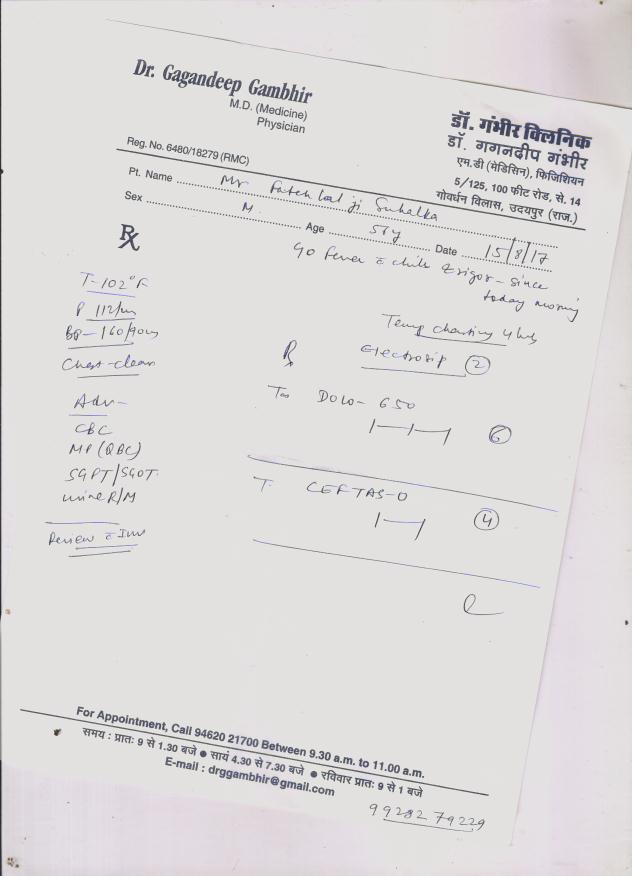 Dr. Gagandeep Gambhir
M.D. (Medicine)
Physician
Reg. No. 6480/18279 (RMC)
डॉ. गंभीर क्लिनिक
डॉ. गगनदीप गंभीर
एम.डी (मेडिसिन), फिजिशियन
5/125, 100 फीट रोड, से. 14
गोवर्धन विलास, उदयपुर (राज.)
Pt. Name Mr Fateh Lal ji Suhalka
Sex M. Age 57y Date 15/8/17
Rx
c/o fever c chills & rigor - since
today morning
T-102°F
P 112/m
BP-160/90
Chest-clear
Adv-
CBC
MP (QBC)
SGPT/SGOT
Urine R/M
Review c Inv
Temp charting 4 hrly
Rx Electrosip 2
Tab DOLO- 650
1-1-1 6
T. CEFTAS-O
1-1 4
For Appointment, Call 94620 21700 Between 9.30 a.m. to 11.00 a.m.
समय : प्रातः 9 से 1.30 बजे ● सायं 4.30 से 7.30 बजे ● रविवार प्रातः 9 से 1 बजे
E-mail : drggambhir@gmail.com
99282 79229